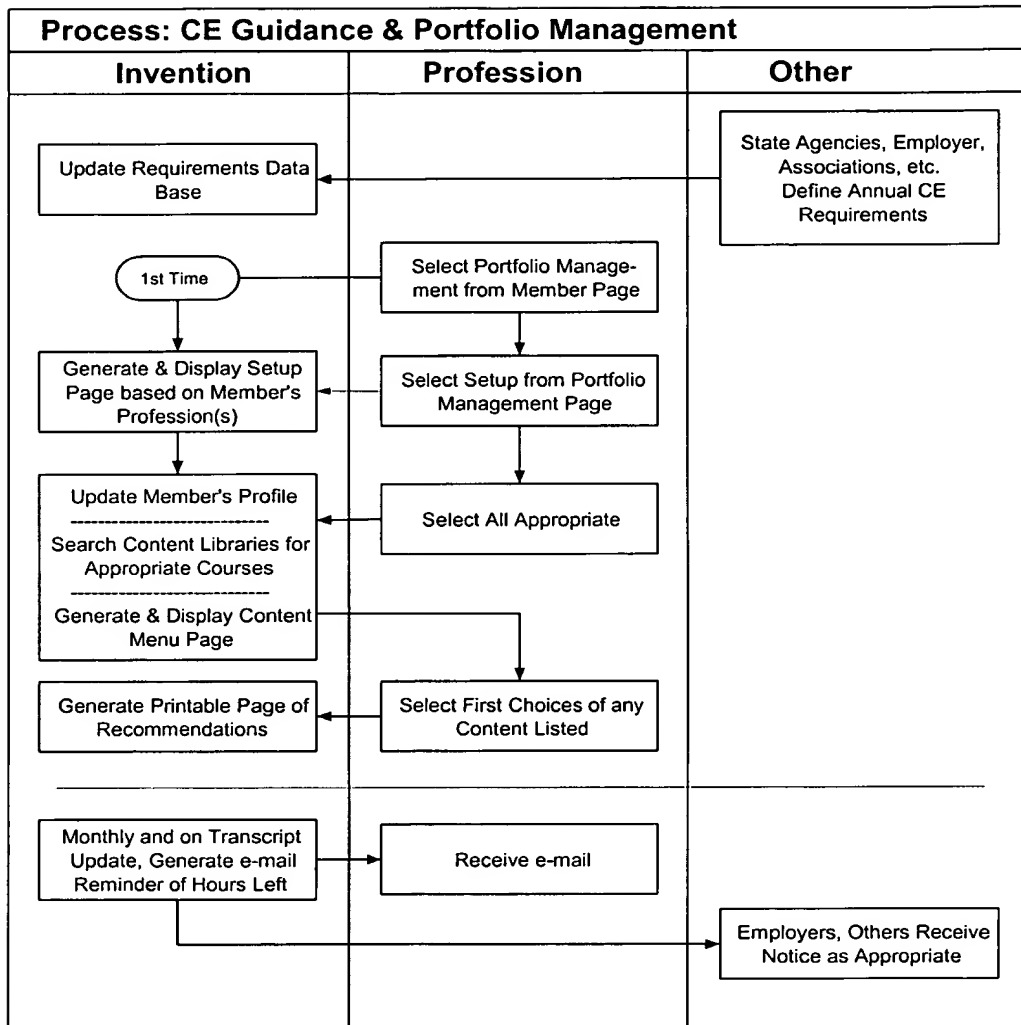 Process: CE Guidance & Portfolio Management
Invention
Profession
Other
State Agencies, Employer,
Associations, etc.
Define Annual CE
Requirements
Update Requirements Data
Base
1st Time
Select Portfolio Manage-
ment from Member Page
Generate & Display Setup
Page based on Member's
Profession(s)
Select Setup from Portfolio
Management Page
Update Member's Profile
Search Content Libraries for
Appropriate Courses
Generate & Display Content
Menu Page
Select All Appropriate
Generate Printable Page of
Recommendations
Select First Choices of any
Content Listed
Monthly and on Transcript
Update, Generate e-mail
Reminder of Hours Left
Receive e-mail
Employers, Others Receive
Notice as Appropriate